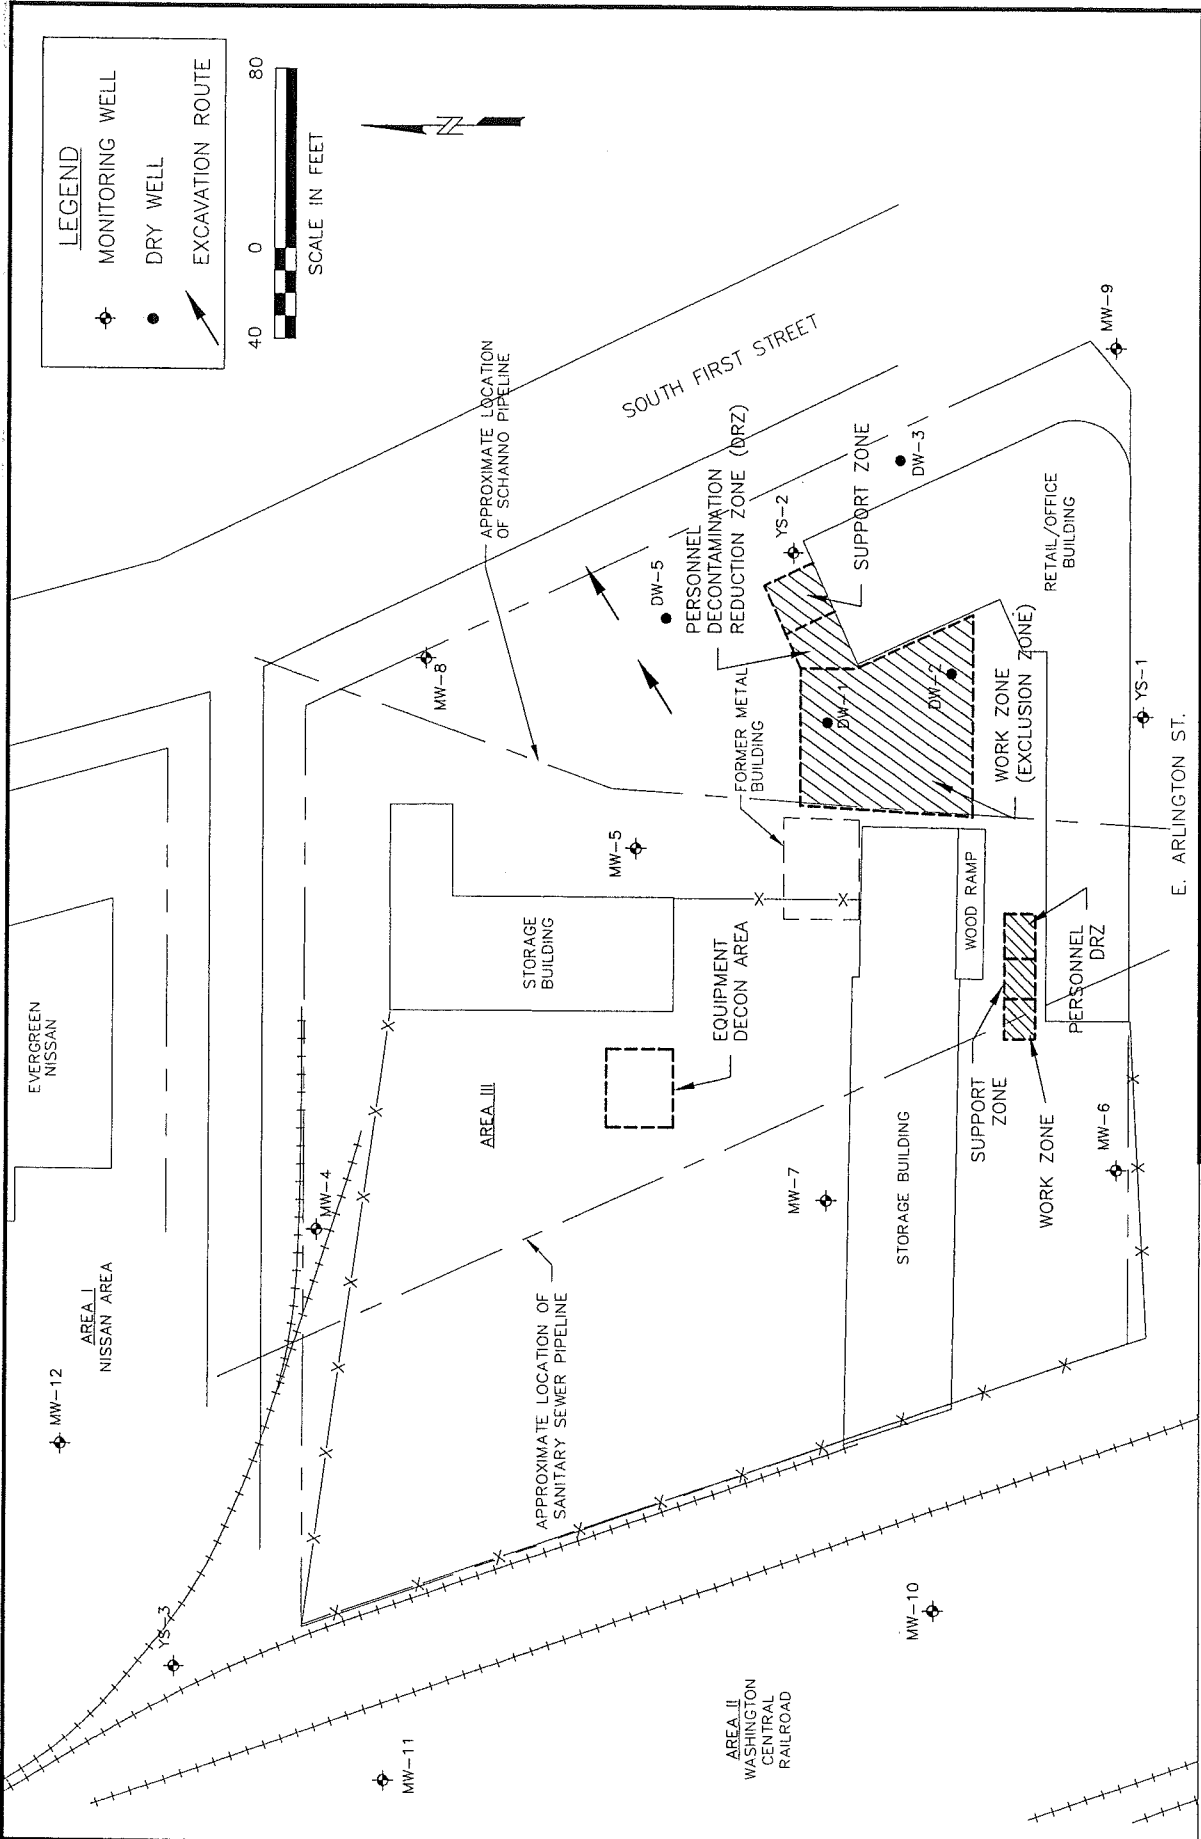 LEGEND
MONITORING WELL
DRY WELL
EXCAVATION ROUTE
40
0
80
SCALE IN FEET
N
EVERGREEN
NISSAN
AREA I
NISSAN AREA
MW-12
YS-3
MW-11
MW-4
MW-8
APPROXIMATE LOCATION
OF SCHANNO PIPELINE
SOUTH FIRST STREET
STORAGE
BUILDING
AREA III
APPROXIMATE LOCATION OF
SANITARY SEWER PIPELINE
MW-5
DW-5
EQUIPMENT
DECON AREA
FORMER METAL
BUILDING
PERSONNEL
DECONTAMINATION
REDUCTION ZONE (DRZ)
YS-2
SUPPORT ZONE
DW-3
DW-1
DW-2
MW-7
AREA II
WASHINGTON
CENTRAL
RAILROAD
MW-10
STORAGE BUILDING
WOOD RAMP
WORK ZONE
(EXCLUSION ZONE)
RETAIL/OFFICE
BUILDING
SUPPORT
ZONE
WORK ZONE
PERSONNEL
DRZ
MW-6
YS-1
MW-9
E. ARLINGTON ST.